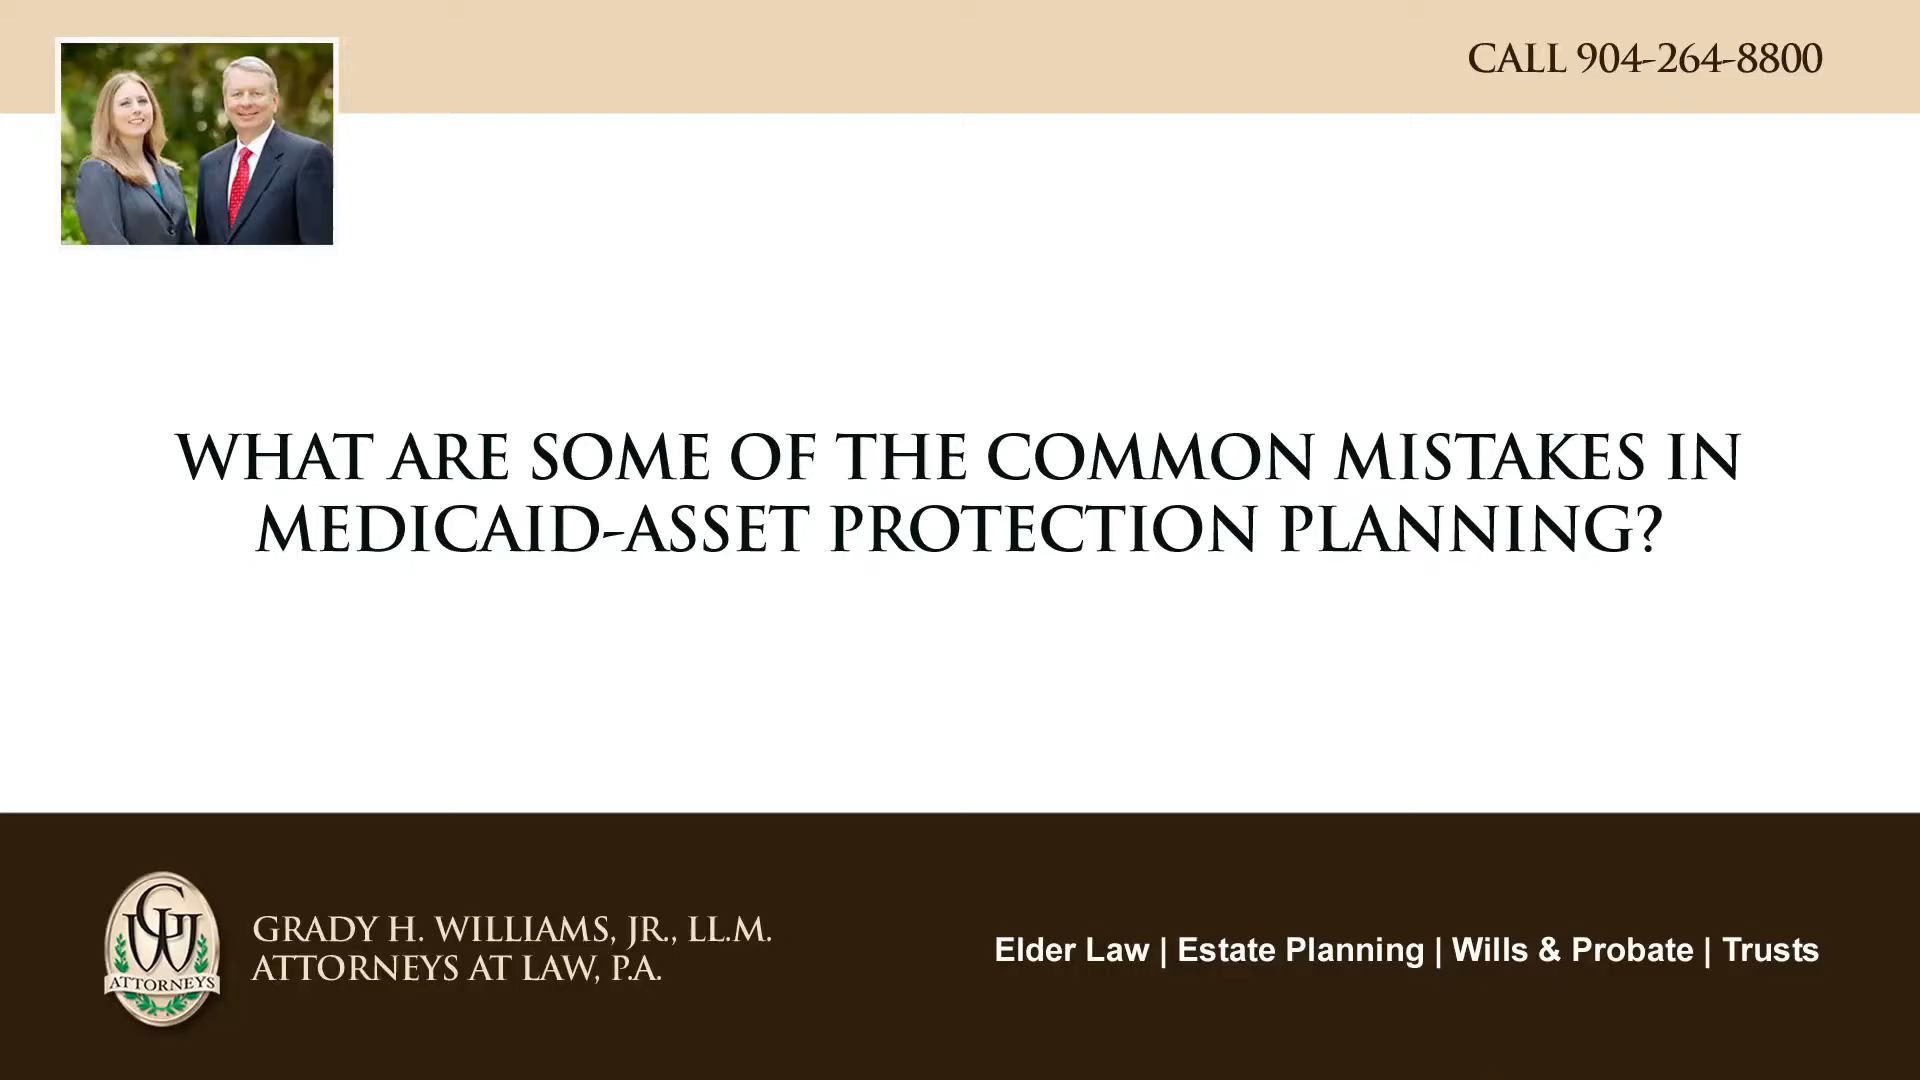 CALL 904-264-8800
WHAT ARE SOME OF THE COMMON MISTAKES IN
MEDICAID-ASSET PROTECTION PLANNING?
GW
ATTORNEYS
GRADY H. WILLIAMS, JR., LL.M.
ATTORNEYS AT LAW, P.A.
Elder Law | Estate Planning | Wills & Probate | Trusts